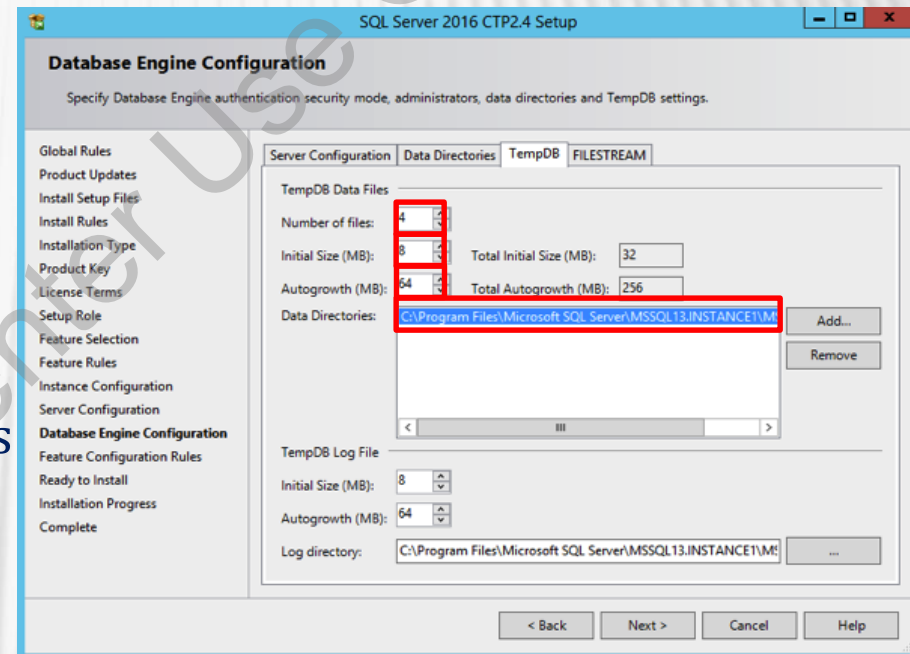 SQL Server 2016 CTP2.4 Setup
Database Engine Configuration
Specify Database Engine authentication security mode, administrators, data directories and TempDB settings.
Global Rules
Product Updates
Install Setup Files
Install Rules
Installation Type
Product Key
License Terms
Setup Role
Feature Selection
Feature Rules
Instance Configuration
Server Configuration
Database Engine Configuration
Feature Configuration Rules
Ready to Install
Installation Progress
Complete
Server Configuration Data Directories TempDB FILESTREAM
TempDB Data Files
Number of files: 4
Initial Size (MB): 8 Total Initial Size (MB): 32
Autogrowth (MB): 64 Total Autogrowth (MB): 256
Data Directories: C:\Program Files\Microsoft SQL Server\MSSQL13.INSTANCE1\M
Add...
Remove
TempDB Log File
Initial Size (MB): 8
Autogrowth (MB): 64
Log directory: C:\Program Files\Microsoft SQL Server\MSSQL13.INSTANCE1\MS ...
< Back Next > Cancel Help
s
enter Use